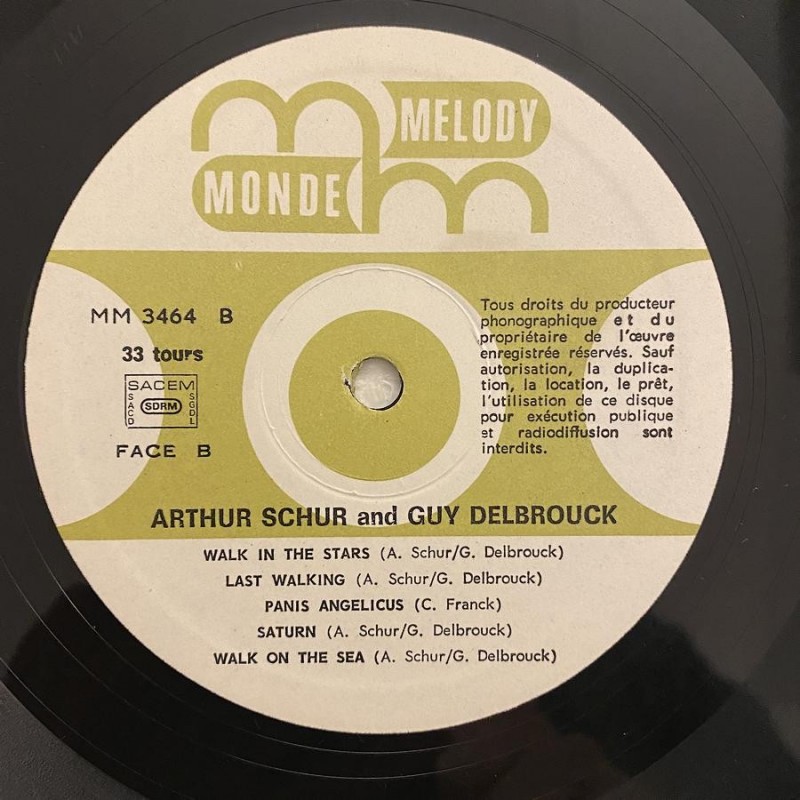 MELODY
MONDE
MM 3464 B
33 tours
SACEM
SACD
SDRM
SGDL
FACE B
Tous droits du producteur
phonographique et du
propriétaire de l'œuvre
enregistrée réservés. Sauf
autorisation, la duplica-
tion, la location, le prêt,
l'utilisation de ce disque
pour exécution publique
et radiodiffusion sont
interdits.
ARTHUR SCHUR and GUY DELBROUCK
WALK IN THE STARS (A. Schur/G. Delbrouck)
LAST WALKING (A. Schur/G. Delbrouck)
PANIS ANGELICUS (C. Franck)
SATURN (A. Schur/G. Delbrouck)
WALK ON THE SEA (A. Schur/G. Delbrouck)